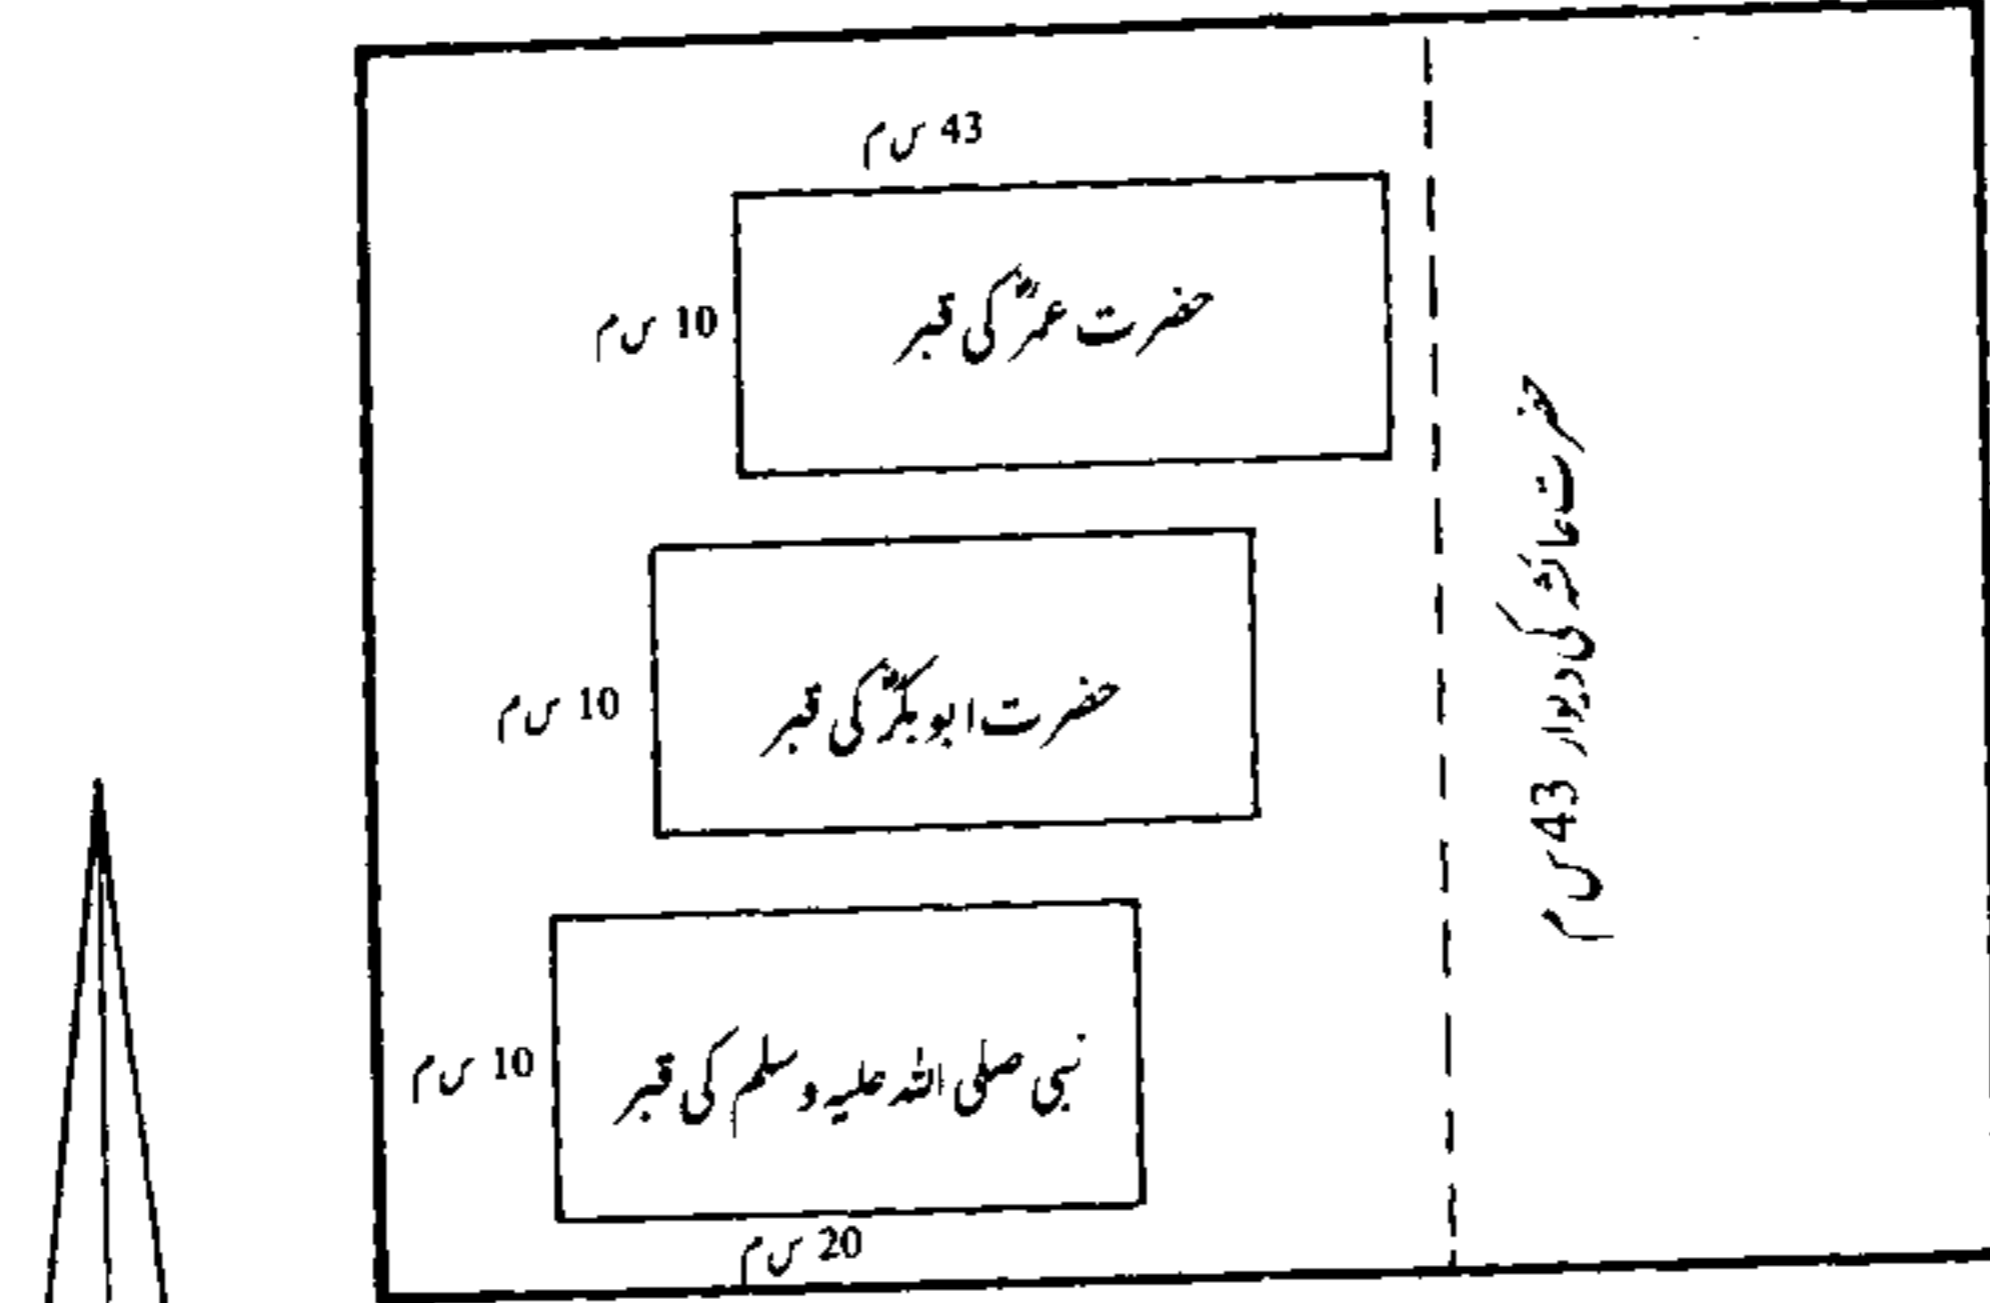 43 س م
حضرت عمرؓ کی قبر
10 س م
حضرت ابوبکرؓ کی قبر
10 س م
نبی صلی اللہ علیہ وسلم کی قبر
10 س م
20 س م
حضرت عائشہ کی دیوار 43 س م